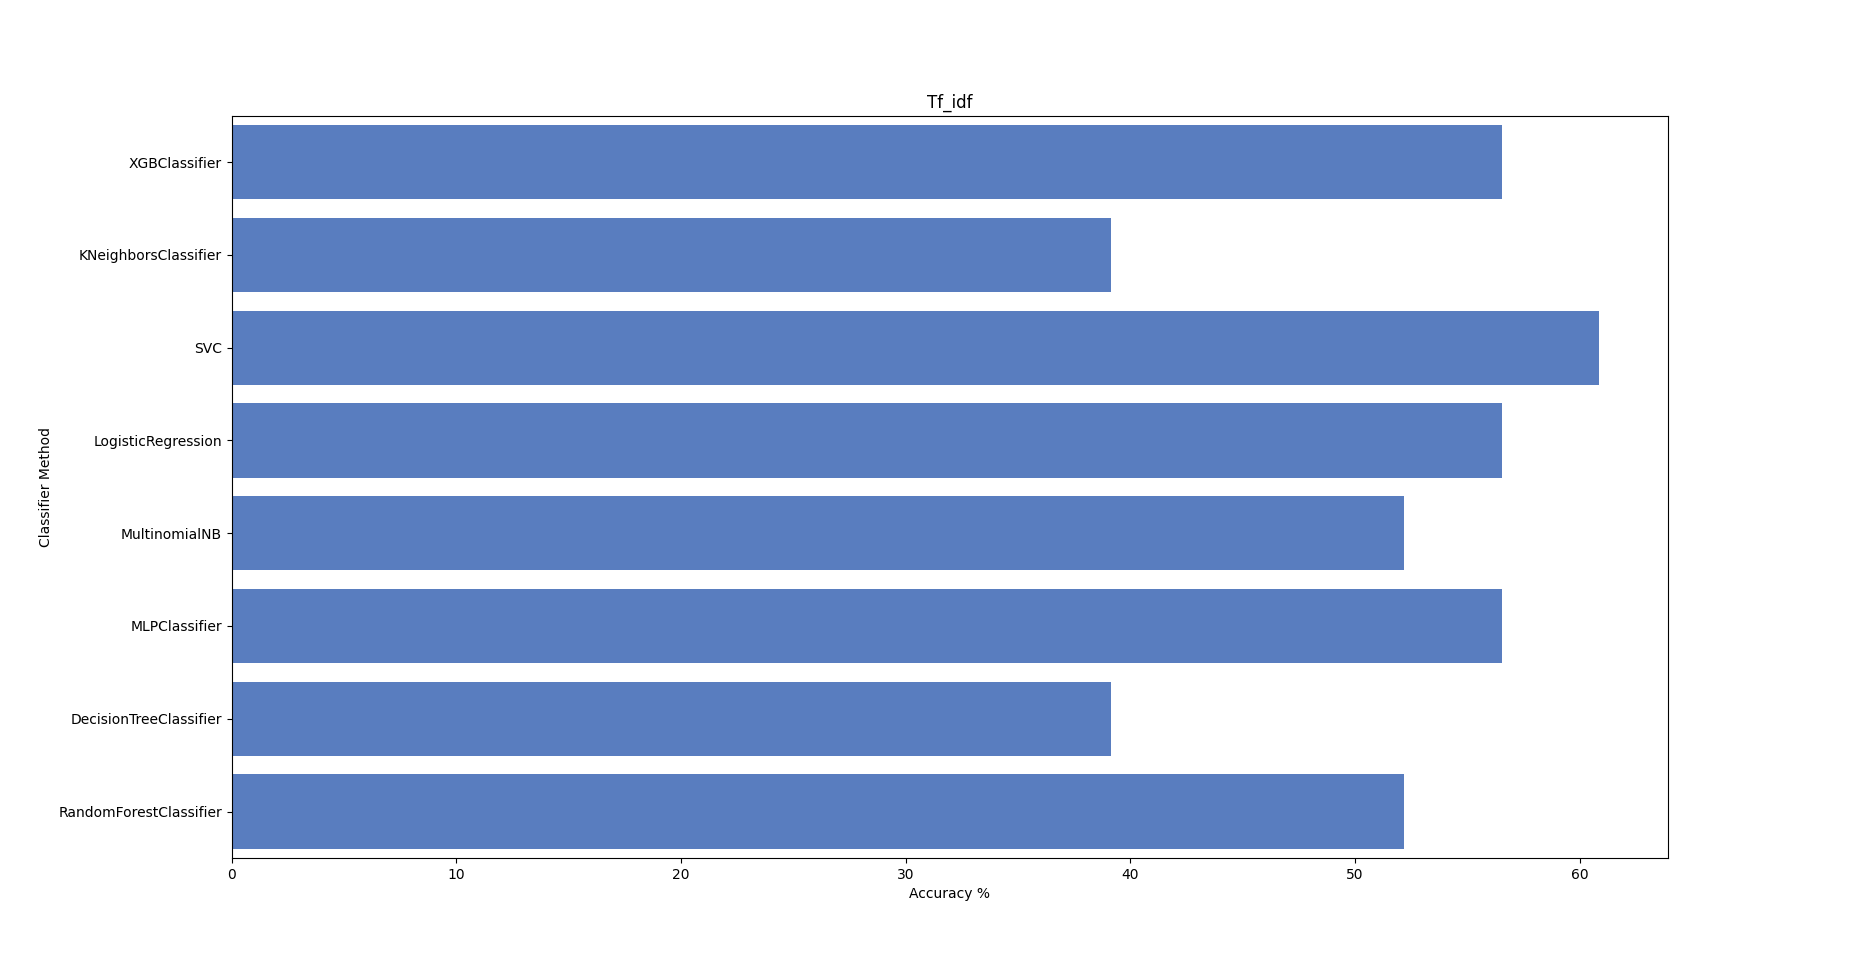 Tf_idf
XGBClassifier
KNeighborsClassifier
SVC
LogisticRegression
MultinomialNB
MLPClassifier
DecisionTreeClassifier
RandomForestClassifier
Classifier Method
0 10 20 30 40 50 60
Accuracy %